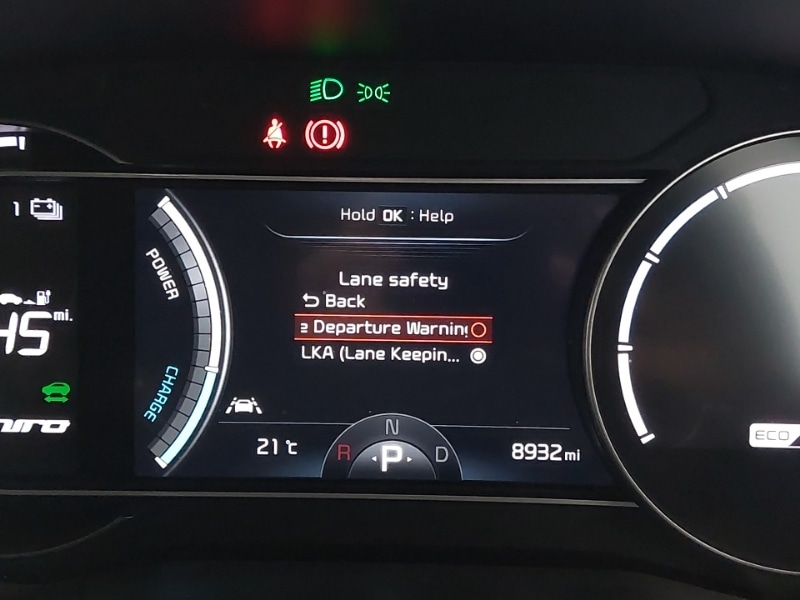 Hold OK : Help
1
POWER
Lane safety
Back
e Departure Warning
LKA (Lane Keepin...
45 mi.
CHARGE
niro
N
21 °C
R
P
D
8932 mi
ECO